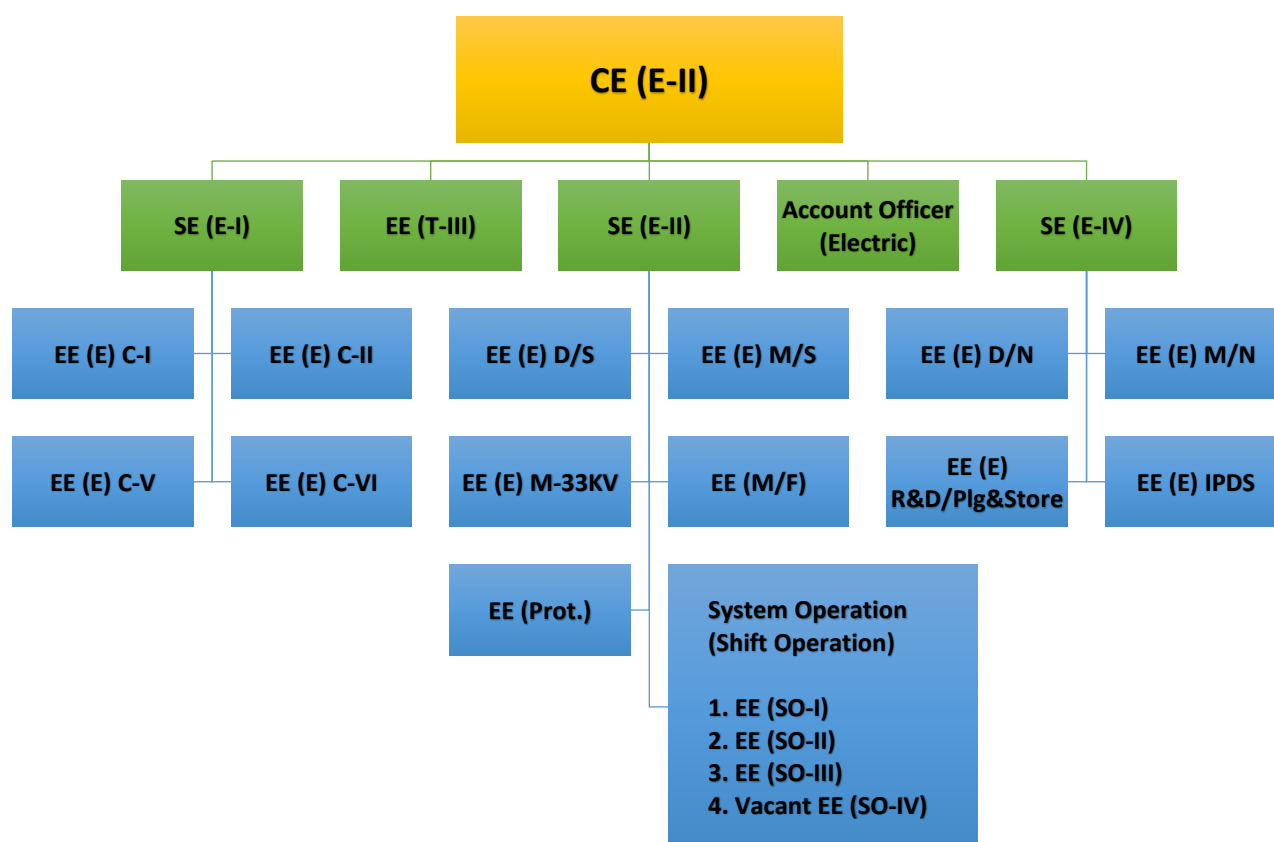 CE (E-II)
SE (E-I)
EE (T-III)
SE (E-II)
Account Officer
(Electric)
SE (E-IV)
EE (E) C-I
EE (E) C-II
EE (E) D/S
EE (E) M/S
EE (E) D/N
EE (E) M/N
EE (E) C-V
EE (E) C-VI
EE (E) M-33KV
EE (M/F)
EE (E)
R&D/Plg&Store
EE (E) IPDS
EE (Prot.)
System Operation
(Shift Operation)
1. EE (SO-I)
2. EE (SO-II)
3. EE (SO-III)
4. Vacant EE (SO-IV)